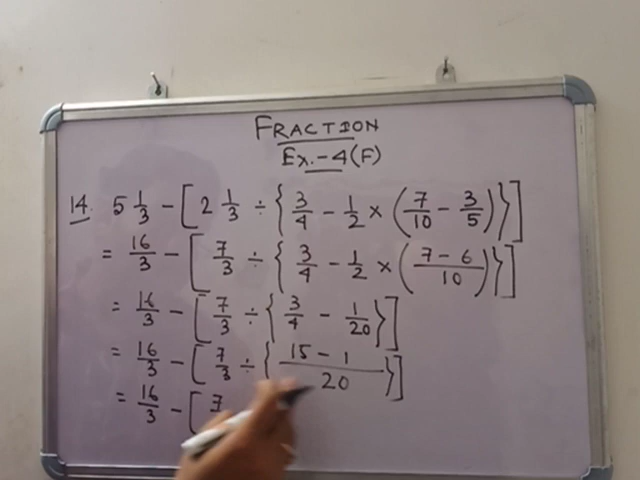 FRACTION
Ex.-4(F)
14. 5 1/3 - [2 1/3 ÷ {3/4 - 1/2 × (7/10 - 3/5)}]
= 16/3 - [7/3 ÷ {3/4 - 1/2 × (7-6/10)}]
= 16/3 - [7/3 ÷ {3/4 - 1/20}]
= 16/3 - [7/3 ÷ {15-1/20}]
= 16/3 - [7